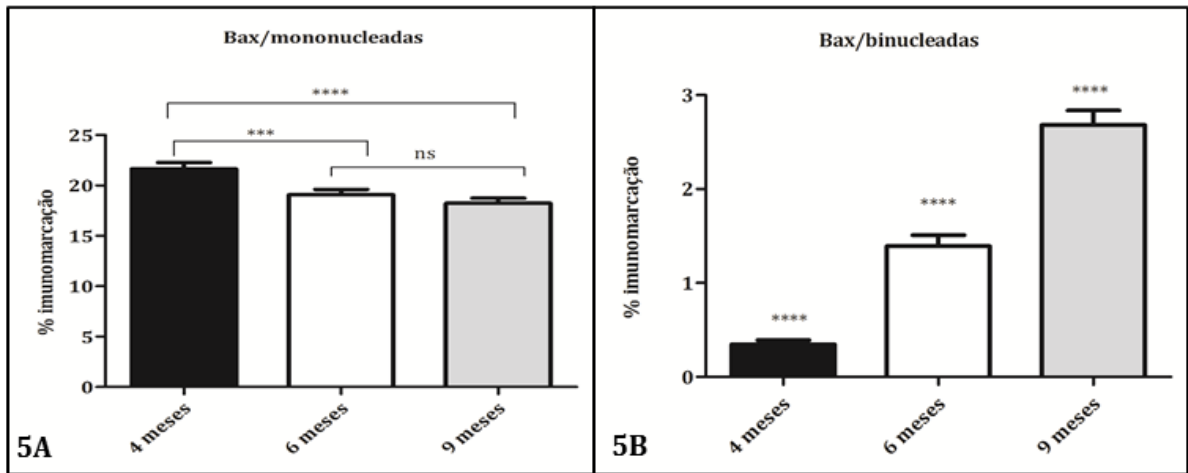 Bax/mononucleadas
****
***
ns
25
20
15
10
5
0
% imunomarcação
4 meses
6 meses
9 meses
5A
Bax/binucleadas
****
****
****
3
2
1
0
% imunomarcação
4 meses
6 meses
9 meses
5B